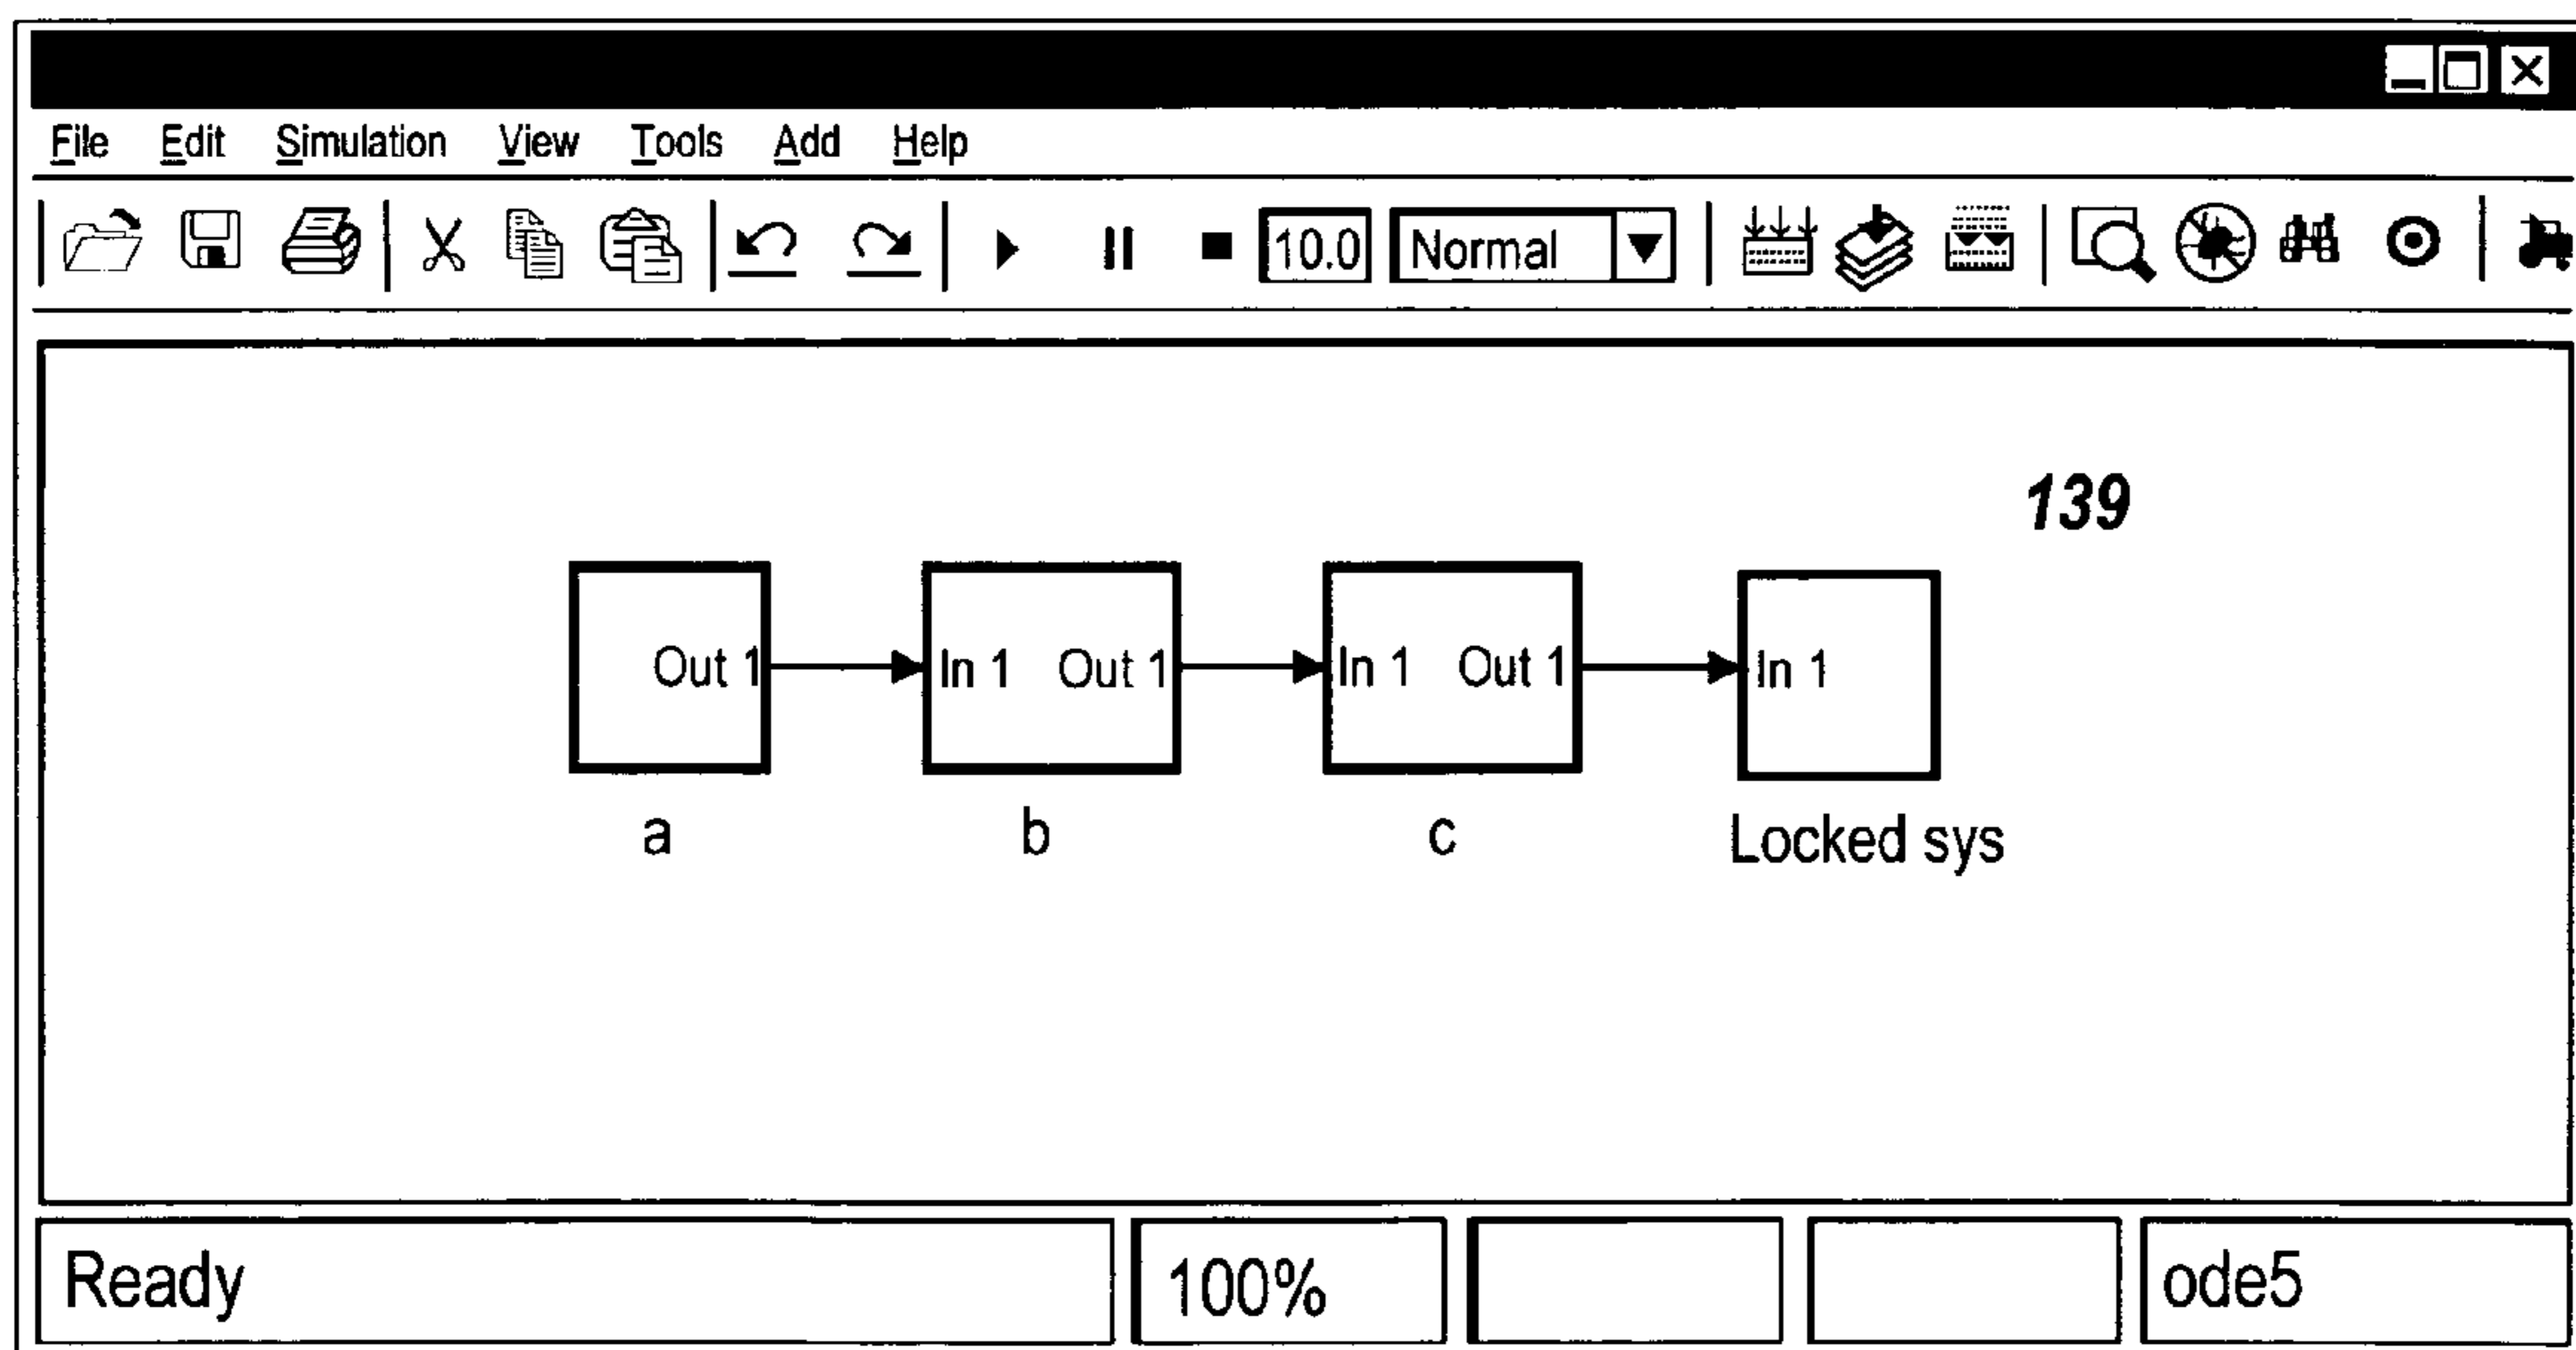 File Edit Simulation View Tools Add Help
10.0 Normal
139
Out 1 In 1 Out 1 In 1 Out 1 In 1
a b c Locked sys
Ready 100% ode5